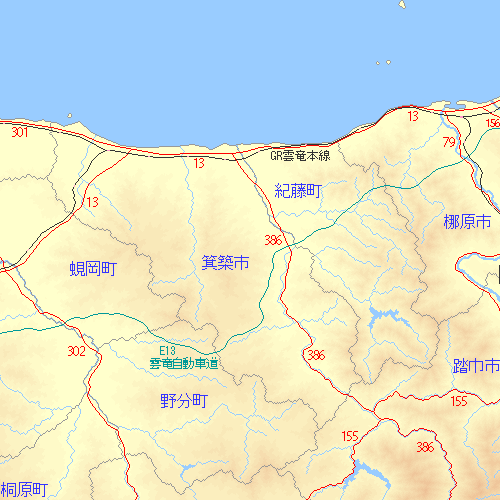 301
13
13
156
79
GR雲竜本線
紀藤町
13
梛原市
386
箕築市
蜆岡町
302
E13
雲竜自動車道
386
踏巾市
野分町
155
155
386
桐原町